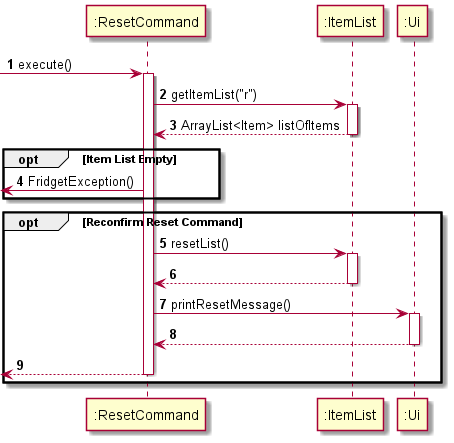 :ResetCommand :ItemList :Ui
1 execute()
2 getItemList("r")
3 ArrayList<Item> listOfItems
opt [Item List Empty]
4 FridgetException()
opt [Reconfirm Reset Command]
5 resetList()
6
7 printResetMessage()
8
9
:ResetCommand :ItemList :Ui